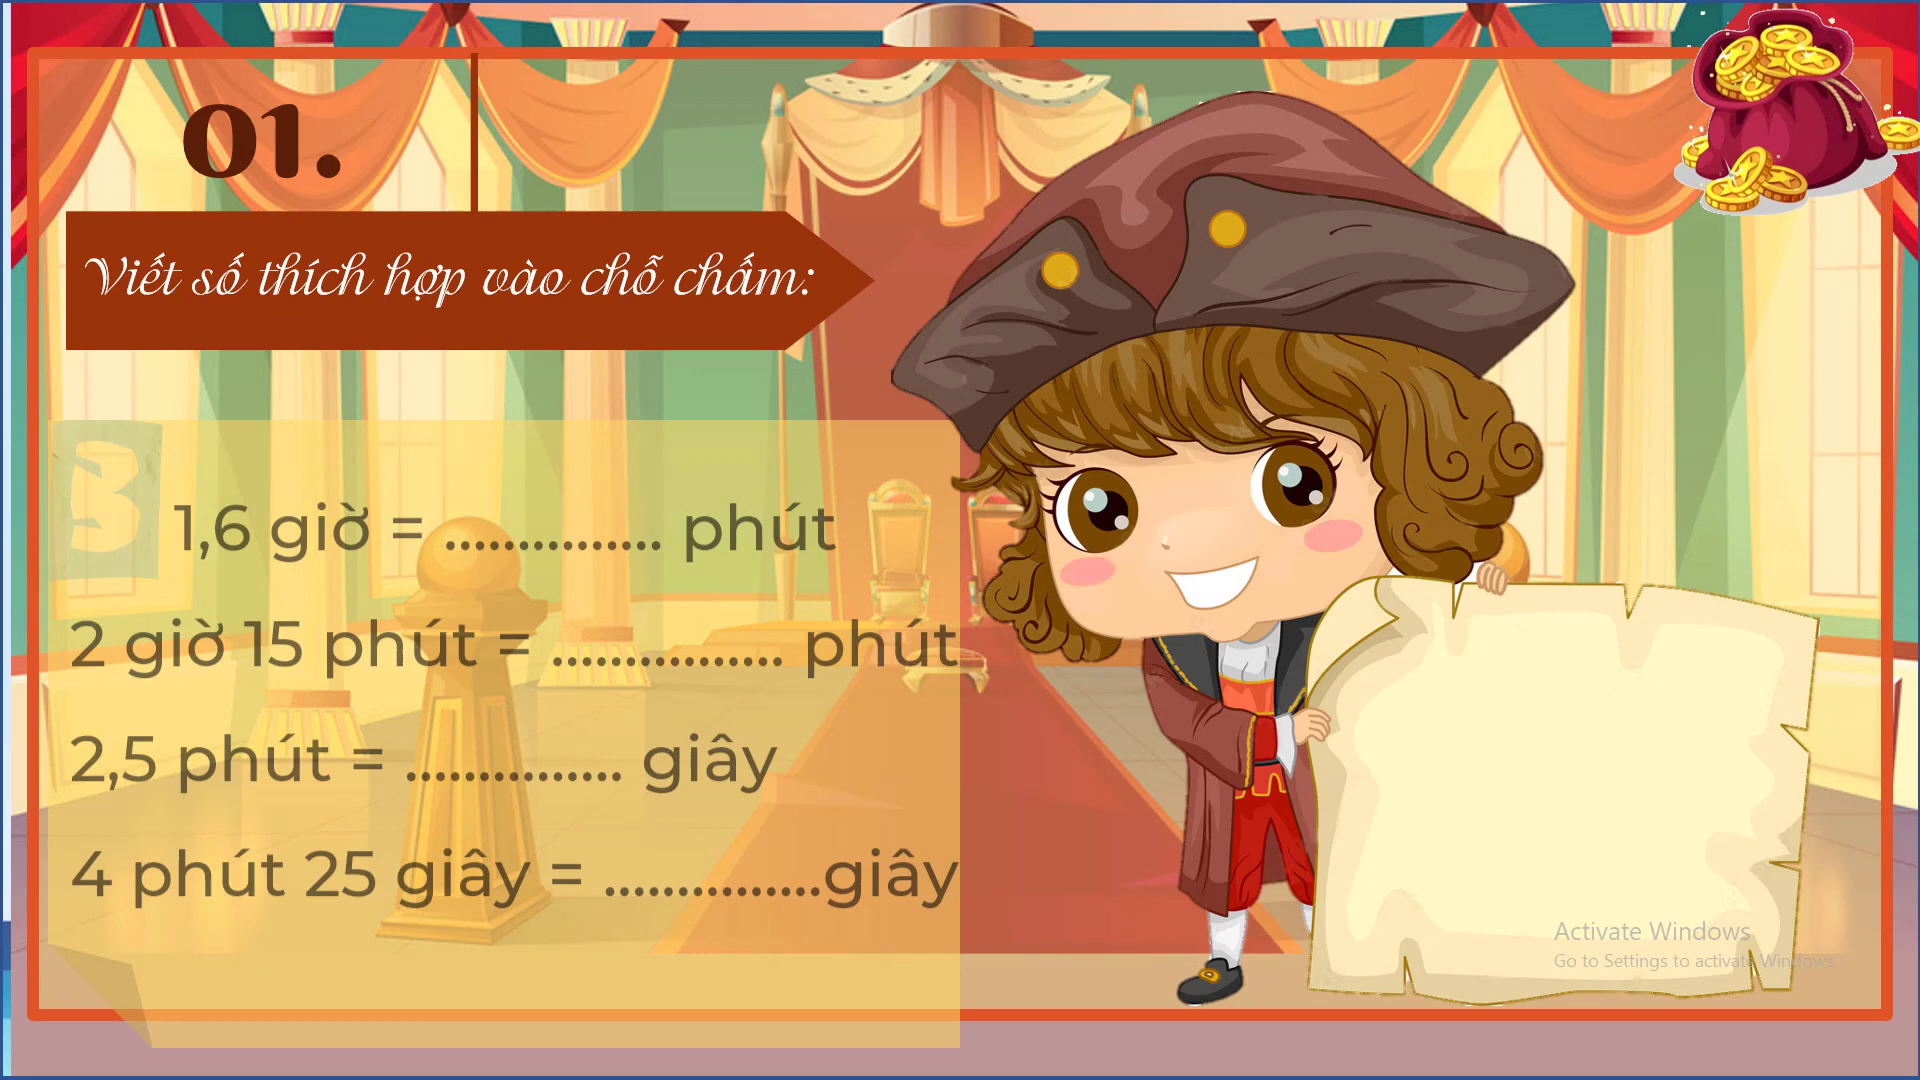 01.
Viết số thích hợp vào chỗ chấm:
1,6 giờ = ............... phút
2 giờ 15 phút = ................ phút
2,5 phút = ............... giây
4 phút 25 giây = ...............giây
Activate Windows
Go to Settings to activate Windows.